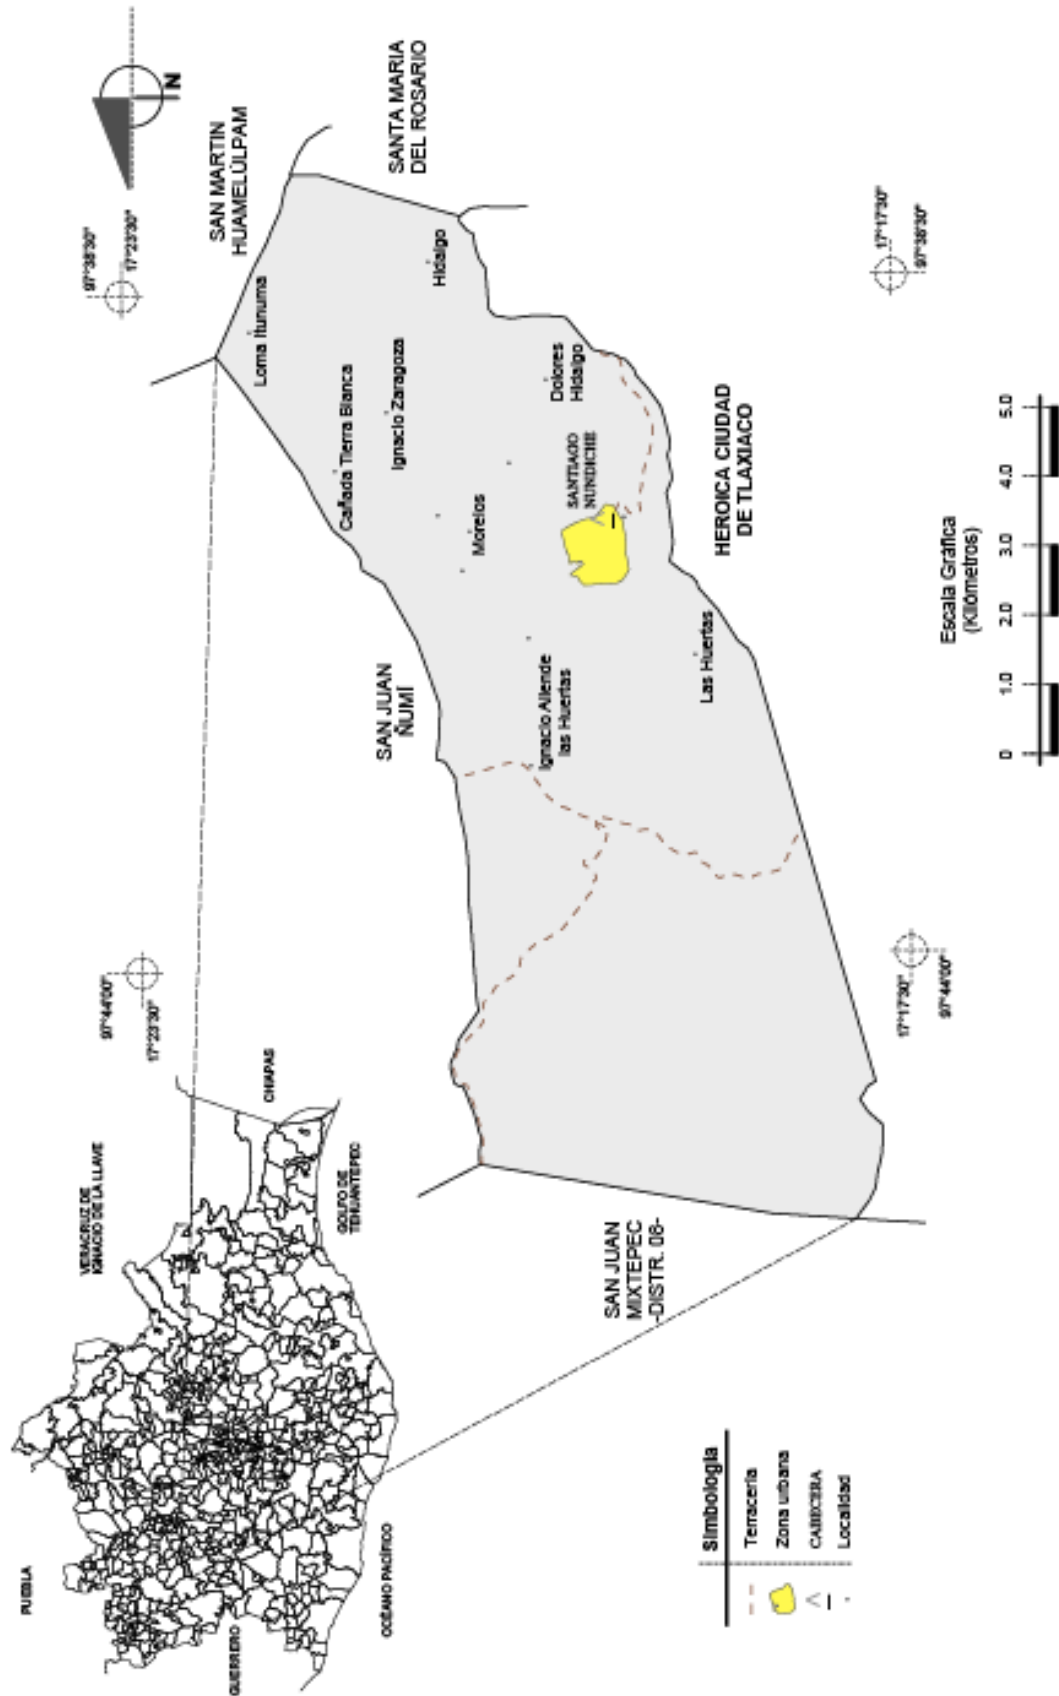 PUEBLA
VERACRUZ DE
IGNACIO DE LA LLAVE
GUERRERO
CHIAPAS
GOLFO DE
TEHUANTEPEC
OCÉANO PACÍFICO
97°44'00"
17°23'30"
97°38'30"
17°23'30"
N
SAN MARTIN
HUAMELÚLPAM
SANTA MARIA
DEL ROSARIO
Loma Itunuma
Cañada Tierra Blanca
Ignacio Zaragoza
Hidalgo
SAN JUAN
ÑUMÍ
Morelos
Dolores
Hidalgo
SANTIAGO
NUNDICHE
Ignacio Allende
las Huertas
Las Huertas
HEROICA CIUDAD
DE TLAXIACO
SAN JUAN
MIXTEPEC
-DISTR. 08-
17°17'30"
97°44'00"
17°17'30"
97°38'30"
Simbología
Terracería
Zona urbana
CABECERA
Localidad
Escala Gráfica
(Kilómetros)
0 1.0 2.0 3.0 4.0 5.0